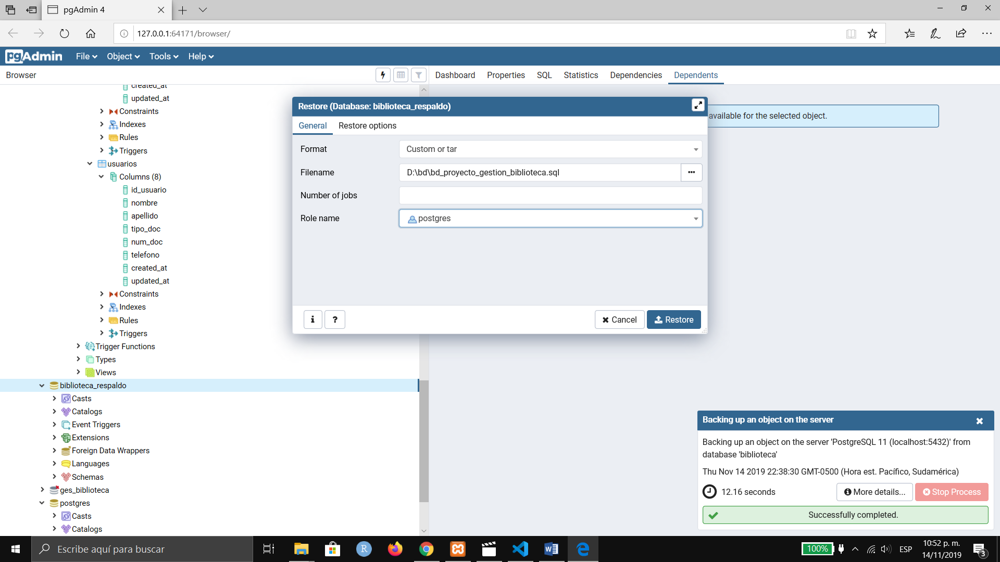 pgAdmin 4
127.0.0.1:64171/browser/
pgAdmin File Object Tools Help
Browser
Dashboard Properties SQL Statistics Dependencies Dependents
created_at
updated_at
Constraints
Indexes
Rules
Triggers
usuarios
Columns (8)
id_usuario
nombre
apellido
tipo_doc
num_doc
telefono
created_at
updated_at
Constraints
Indexes
Rules
Triggers
Trigger Functions
Types
Views
biblioteca_respaldo
Casts
Catalogs
Event Triggers
Extensions
Foreign Data Wrappers
Languages
Schemas
ges_biblioteca
postgres
Casts
Catalogs
available for the selected object.
Restore (Database: biblioteca_respaldo)
General Restore options
Format Custom or tar
Filename D:\bd\bd_proyecto_gestion_biblioteca.sql
Number of jobs
Role name postgres
i ? Cancel Restore
Backing up an object on the server
Backing up an object on the server 'PostgreSQL 11 (localhost:5432)' from
database 'biblioteca'
Thu Nov 14 2019 22:38:30 GMT-0500 (Hora est. Pacífico, Sudamérica)
12.16 seconds More details... Stop Process
Successfully completed.
Escribe aquí para buscar
100% ESP
10:52 p. m.
14/11/2019
3